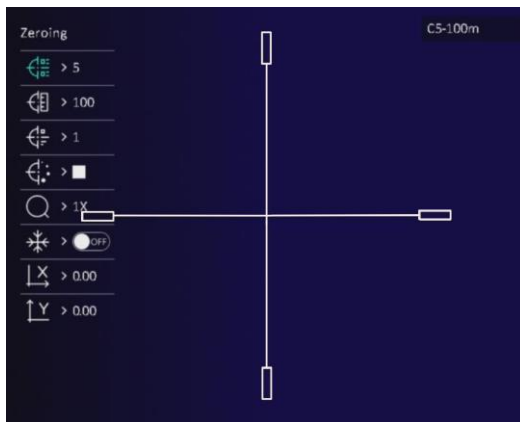 Zeroing
C5-100m
> 5
> 100
> 1
>
> 1X
> OFF
X > 0.00
Y > 0.00